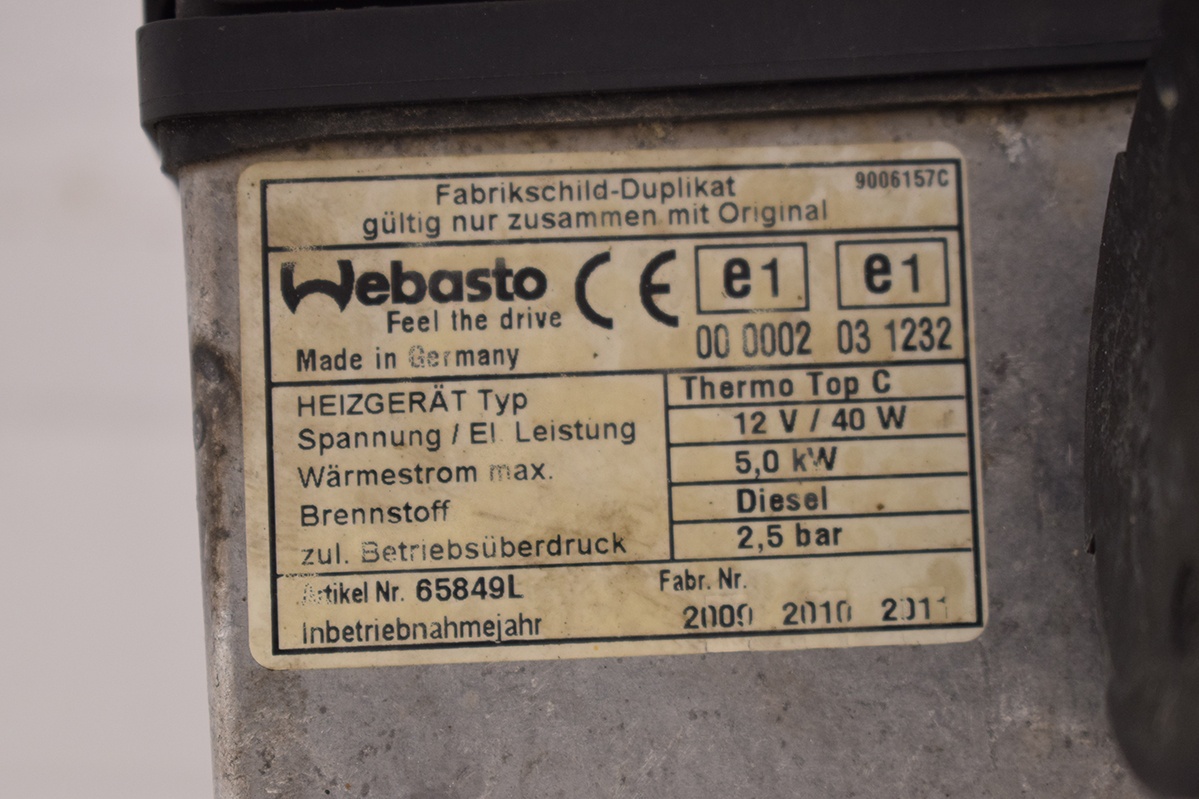 Fabrikschild-Duplikat 9006157C
gültig nur zusammen mit Original
Webasto CE e1 e1
Feel the drive
00 0002 03 1232
Made in Germany
HEIZGERÄT Typ Thermo Top C
Spannung / El. Leistung 12 V / 40 W
Wärmestrom max. 5,0 kW
Brennstoff Diesel
zul. Betriebsüberdruck 2,5 bar
Artikel Nr. 65849L Fabr. Nr.
Inbetriebnahmejahr 2009 2010 2011